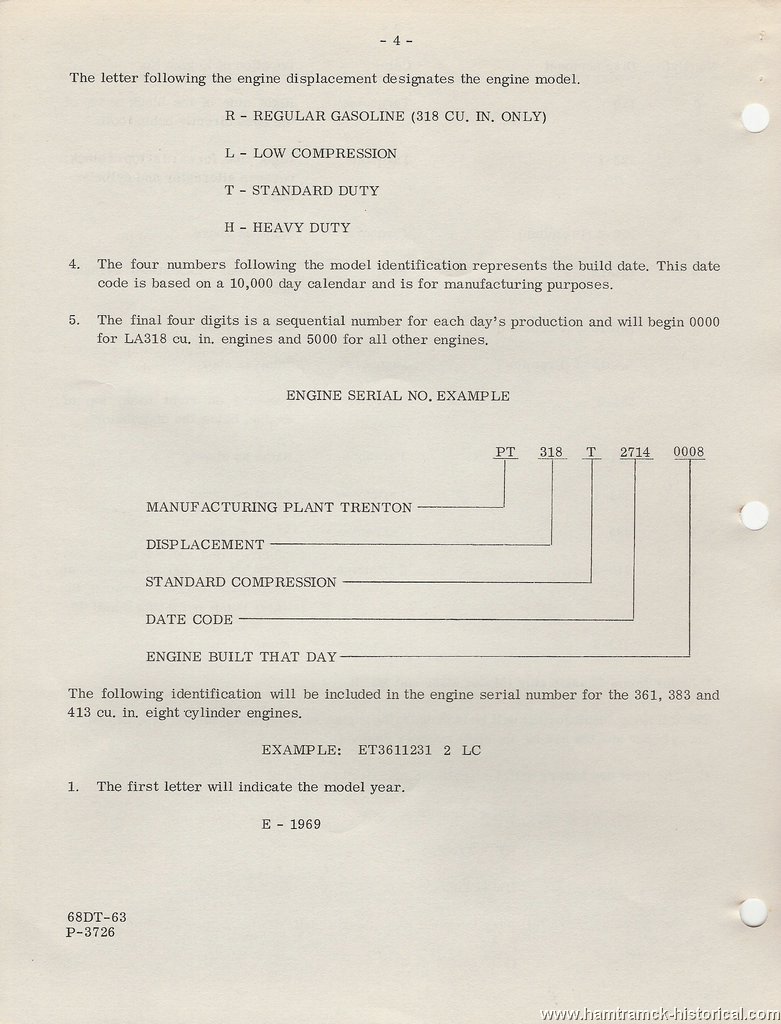 - 4 -
The letter following the engine displacement designates the engine model.
R - REGULAR GASOLINE (318 CU. IN. ONLY)
L - LOW COMPRESSION
T - STANDARD DUTY
H - HEAVY DUTY
4. The four numbers following the model identification represents the build date. This date
code is based on a 10,000 day calendar and is for manufacturing purposes.
5. The final four digits is a sequential number for each day's production and will begin 0000
for LA318 cu. in. engines and 5000 for all other engines.
ENGINE SERIAL NO. EXAMPLE
PT 318 T 2714 0008
MANUFACTURING PLANT TRENTON
DISPLACEMENT
STANDARD COMPRESSION
DATE CODE
ENGINE BUILT THAT DAY
The following identification will be included in the engine serial number for the 361, 383 and
413 cu. in. eight cylinder engines.
EXAMPLE: ET3611231 2 LC
1. The first letter will indicate the model year.
E - 1969
68DT-63
P-3726
www.hamtramck-historical.com